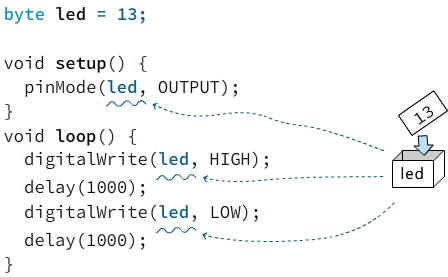 byte led = 13;
void setup() {
  pinMode(led, OUTPUT);
}
void loop() {
  digitalWrite(led, HIGH);
  delay(1000);
  digitalWrite(led, LOW);
  delay(1000);
}
13
led